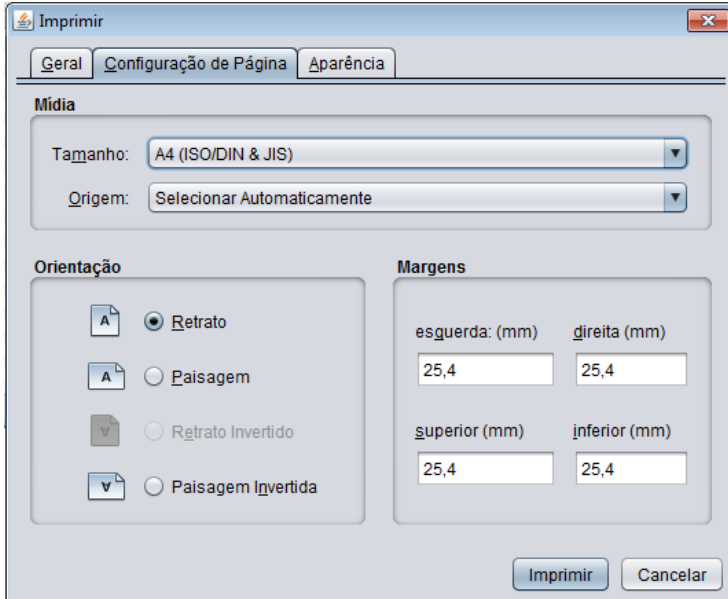 Imprimir
Geral Configuração de Página Aparência
Mídia
Tamanho: A4 (ISO/DIN & JIS)
Origem: Selecionar Automaticamente
Orientação
A Retrato
A Paisagem
A Retrato Invertido
A Paisagem Invertida
Margens
esguerda: (mm) direita (mm)
25,4 25,4
superior (mm) inferior (mm)
25,4 25,4
Imprimir Cancelar